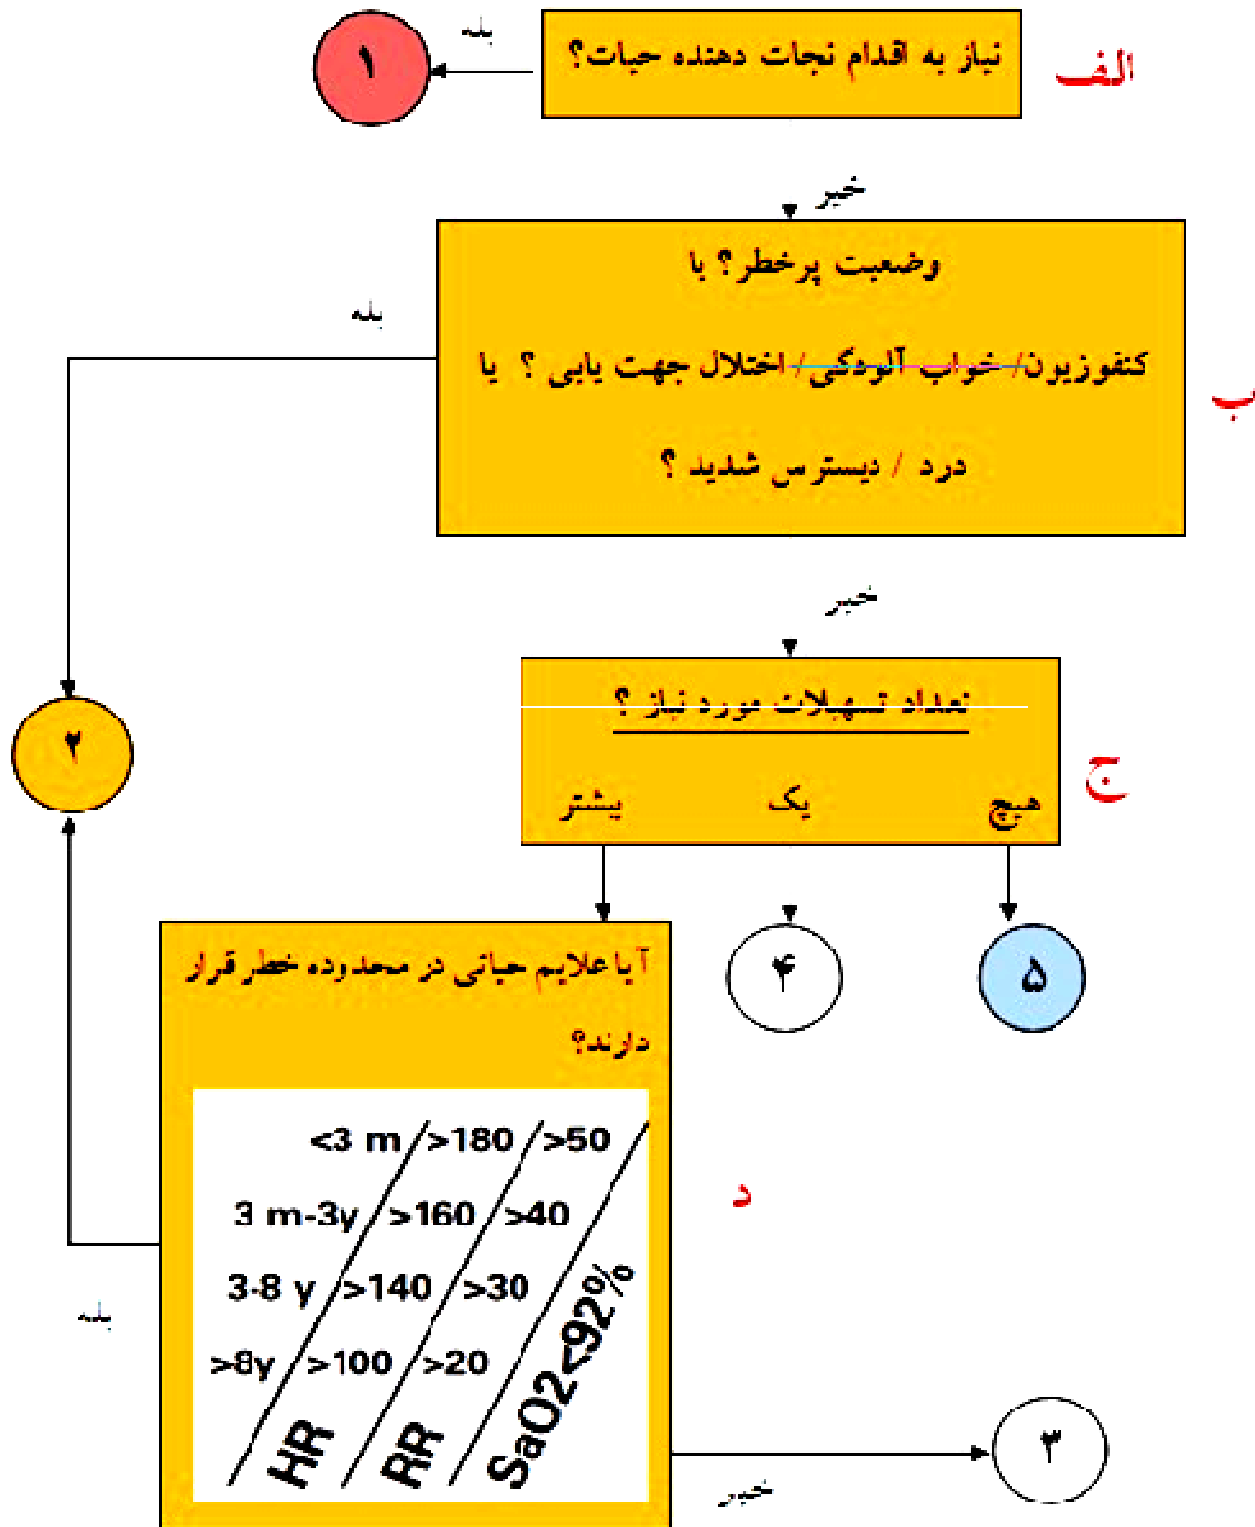 نیاز به اقدام نجات دهنده حیات؟
الف
بله
۱
خیر
وضعیت پرخطر؟ یا
کنفوزیون/ خواب آلودگی/ اختلال جهت یابی ؟ یا
درد / دیسترس شدید ؟
ب
بله
۲
خیر
تعداد تسهیلات مورد نیاز ؟
هیچ یک بیشتر
ج
۵
۴
آیا علایم حیاتی در محدوده خطر قرار
دارند؟
<3 m >180 >50
3 m-3y >160 >40
3-8 y >140 >30
>8y >100 >20
HR RR SaO2<92%
د
بله
خیر
۳